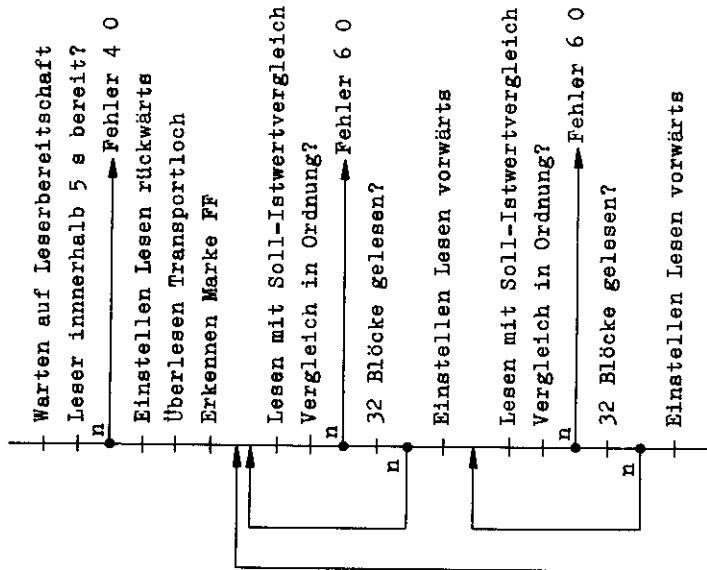 Warten auf Leserbereitschaft
Leser innnerhalb 5 s bereit?
n
Fehler 4 0
Einstellen Lesen rückwärts
Überlesen Transportloch
Erkennen Marke FF
Lesen mit Soll-Istwertvergleich
Vergleich in Ordnung?
n
Fehler 6 0
32 Blöcke gelesen?
n
Einstellen Lesen vorwärts
Lesen mit Soll-Istwertvergleich
Vergleich in Ordnung?
n
Fehler 6 0
32 Blöcke gelesen?
n
Einstellen Lesen vorwärts